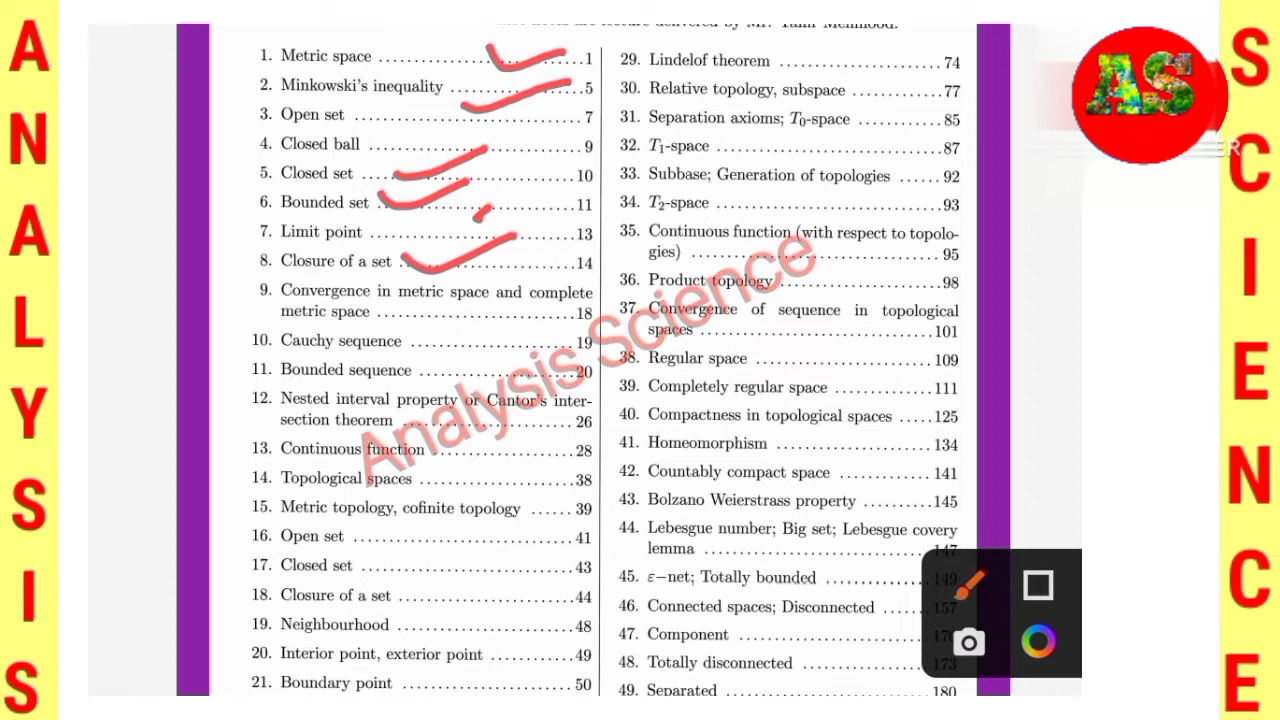 ANALYSIS
1. Metric space ........................1
2. Minkowski's inequality ...............5
3. Open set .............................7
4. Closed ball ..........................9
5. Closed set ..........................10
6. Bounded set .........................11
7. Limit point .........................13
8. Closure of a set ....................14
9. Convergence in metric space and complete
metric space ...........................18
10. Cauchy sequence ....................19
11. Bounded sequence ...................20
12. Nested interval property or Cantor's inter-
section theorem ........................26
13. Continuous function ................28
14. Topological spaces .................38
15. Metric topology, cofinite topology ......39
16. Open set ...........................41
17. Closed set .........................43
18. Closure of a set ...................44
19. Neighbourhood ......................48
20. Interior point, exterior point .........49
21. Boundary point .....................50
29. Lindelof theorem ...................74
30. Relative topology, subspace ..........77
31. Separation axioms; T₀-space ..........85
32. T₁-space ...........................87
33. Subbase; Generation of topologies ......92
34. T₂-space ...........................93
35. Continuous function (with respect to topolo-
gies) ..................................95
36. Product topology ...................98
37. Convergence of sequence in topological
spaces ................................101
38. Regular space .....................109
39. Completely regular space ...........111
40. Compactness in topological spaces .....125
41. Homeomorphism .....................134
42. Countably compact space ...........141
43. Bolzano Weierstrass property .........145
44. Lebesgue number; Big set; Lebesgue covery
lemma .................................147
45. ε−net; Totally bounded .............149
46. Connected spaces; Disconnected .......157
47. Component
48. Totally disconnected ...............173
49. Separated .........................180
Analysis Science
AS
SCIENCE